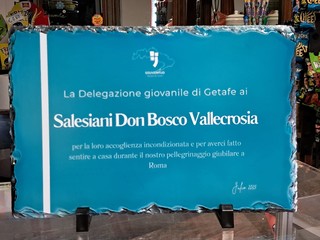 La Delegazione giovanile di Getafe ai
Salesiani Don Bosco Vallecrosia
per la loro accoglienza incondizionata e per averci fatto
sentire a casa durante il nostro pellegrinaggio giubilare a
Roma